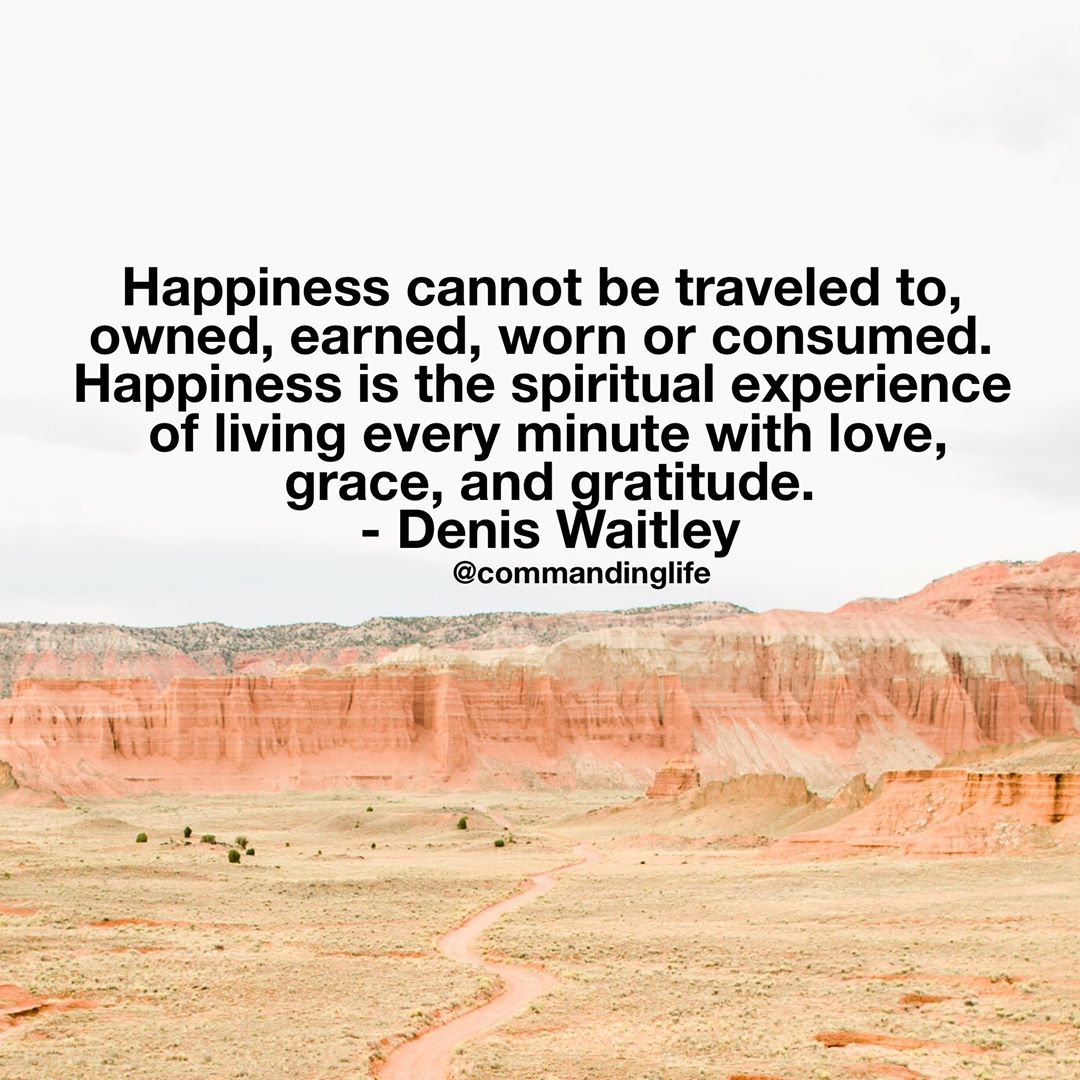 Happiness cannot be traveled to,
owned, earned, worn or consumed.
Happiness is the spiritual experience
of living every minute with love,
grace, and gratitude.
- Denis Waitley
@commandinglife